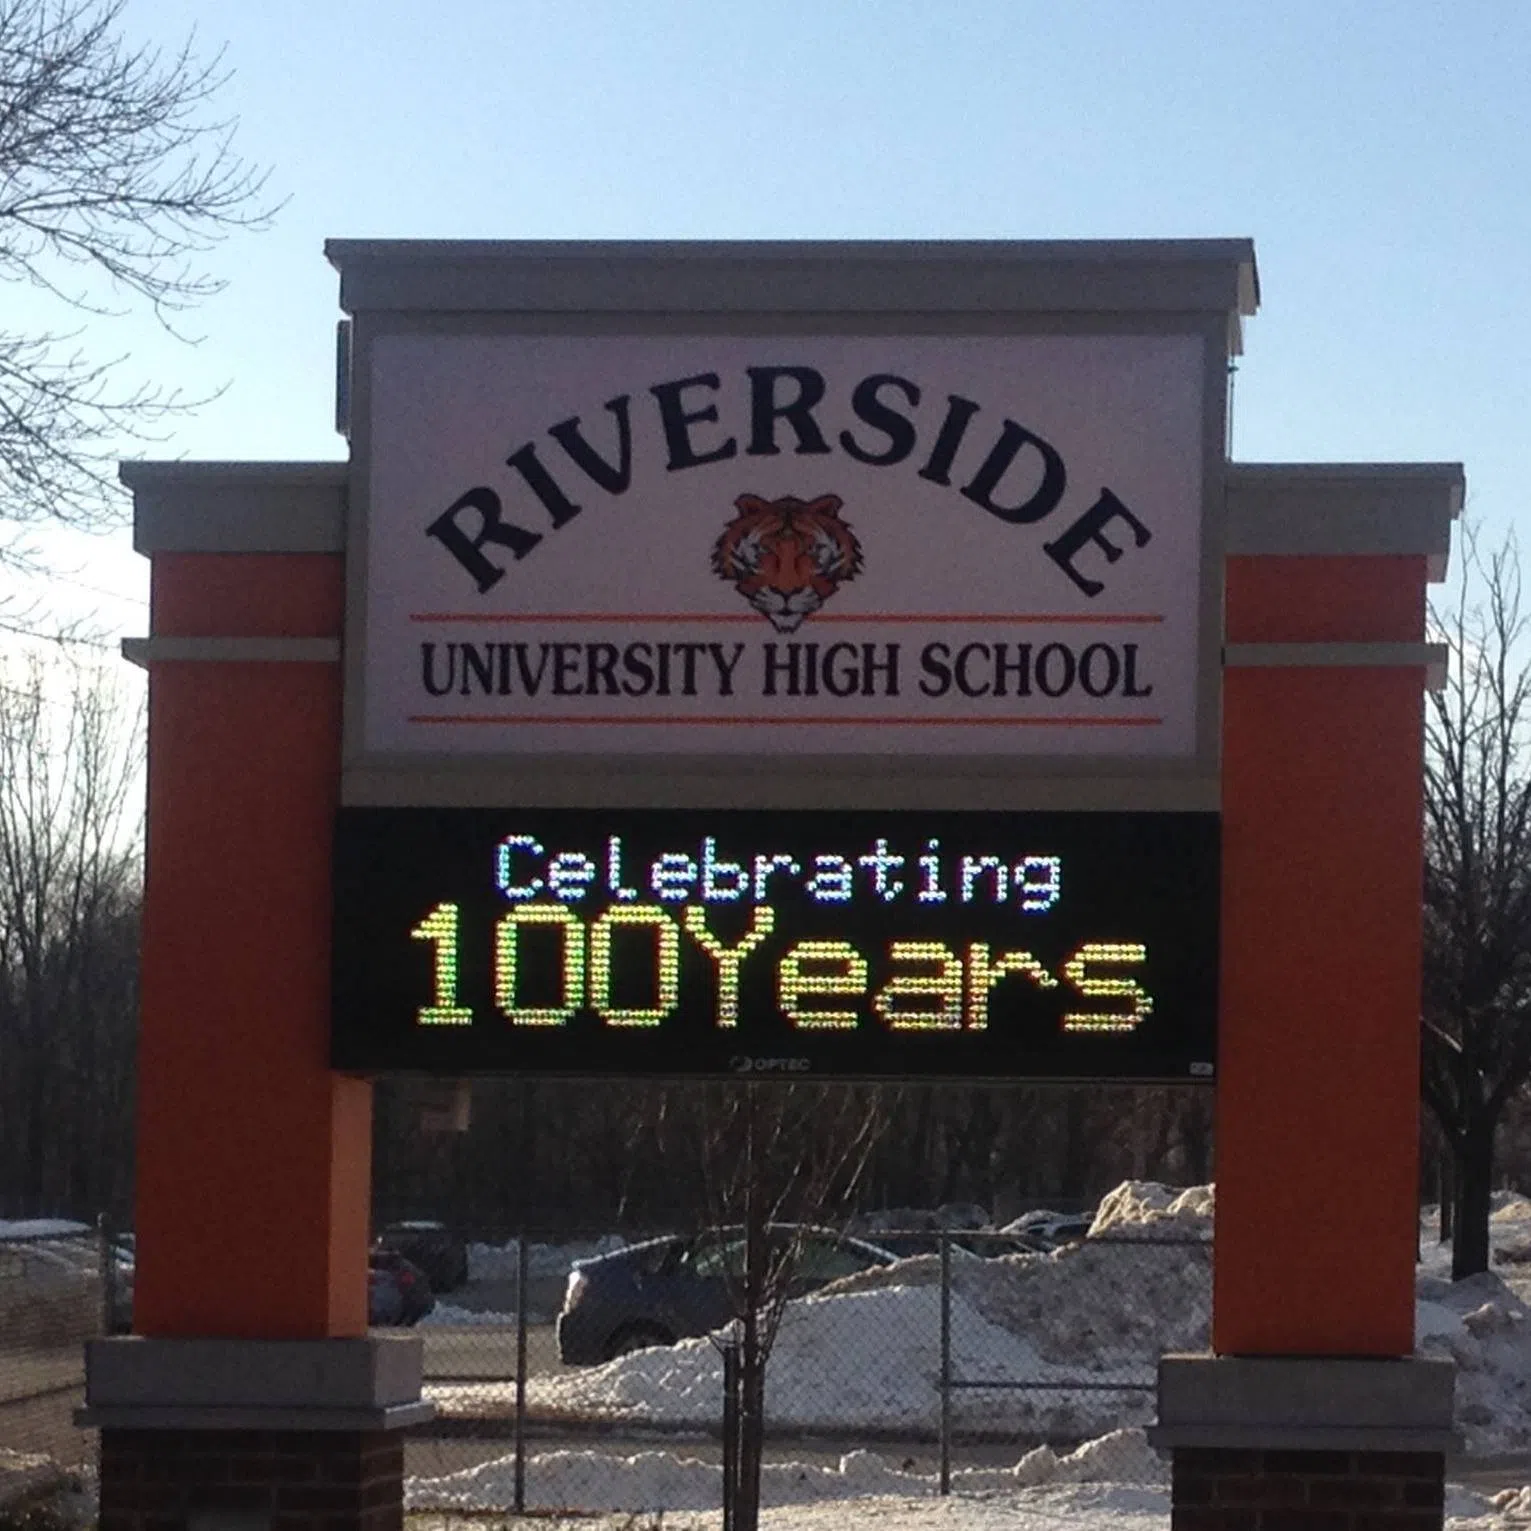 RIVERSIDE
UNIVERSITY HIGH SCHOOL
Celebrating
100Years
OPTEC